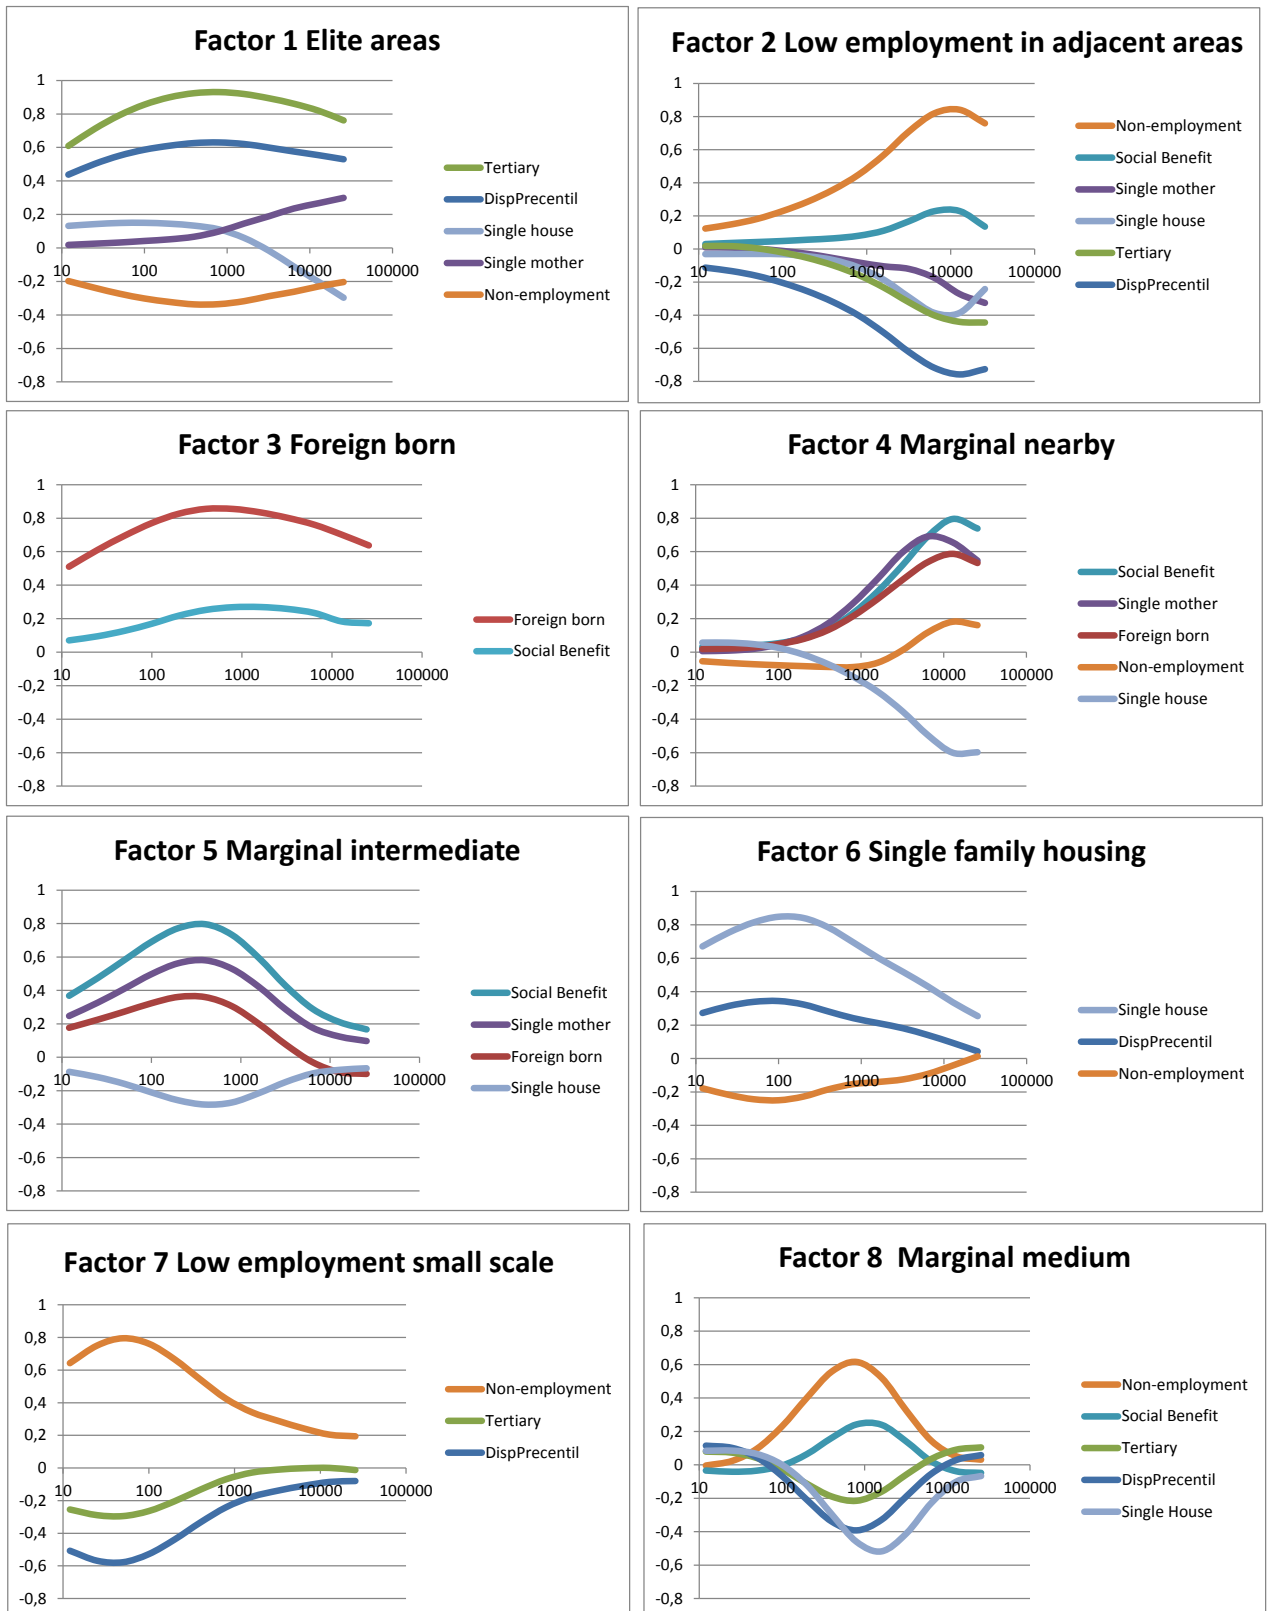 Factor 1 Elite areas
1
0,8
0,6
0,4
0,2
0
-0,2
-0,4
-0,6
-0,8
10
100
1000
10000
100000
Tertiary
DispPrecentil
Single house
Single mother
Non-employment
Factor 2 Low employment in adjacent areas
1
0,8
0,6
0,4
0,2
0
-0,2
-0,4
-0,6
-0,8
10
100
1000
10000
100000
Non-employment
Social Benefit
Single mother
Single house
Tertiary
DispPrecentil
Factor 3 Foreign born
1
0,8
0,6
0,4
0,2
0
-0,2
-0,4
-0,6
-0,8
10
100
1000
10000
100000
Foreign born
Social Benefit
Factor 4 Marginal nearby
1
0,8
0,6
0,4
0,2
0
-0,2
-0,4
-0,6
-0,8
10
100
1000
10000
100000
Social Benefit
Single mother
Foreign born
Non-employment
Single house
Factor 5 Marginal intermediate
1
0,8
0,6
0,4
0,2
0
-0,2
-0,4
-0,6
-0,8
10
100
1000
10000
100000
Social Benefit
Single mother
Foreign born
Single house
Factor 6 Single family housing
1
0,8
0,6
0,4
0,2
0
-0,2
-0,4
-0,6
-0,8
10
100
1000
10000
100000
Single house
DispPrecentil
Non-employment
Factor 7 Low employment small scale
1
0,8
0,6
0,4
0,2
0
-0,2
-0,4
-0,6
-0,8
10
100
1000
10000
100000
Non-employment
Tertiary
DispPrecentil
Factor 8  Marginal medium
1
0,8
0,6
0,4
0,2
0
-0,2
-0,4
-0,6
-0,8
10
100
1000
10000
100000
Non-employment
Social Benefit
Tertiary
DispPrecentil
Single House